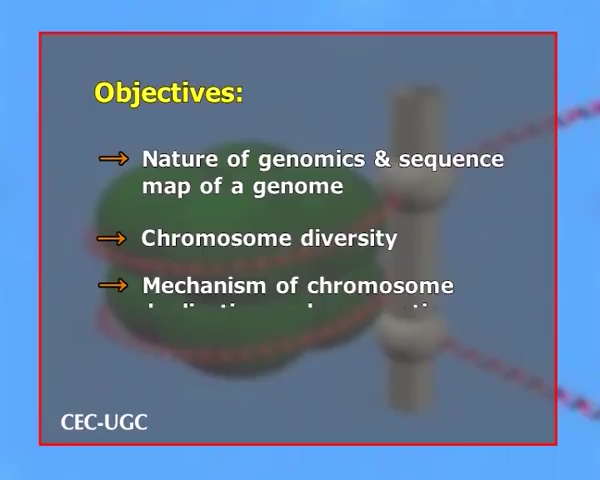 Objectives:
→ Nature of genomics & sequence
map of a genome
→ Chromosome diversity
→ Mechanism of chromosome
CEC-UGC